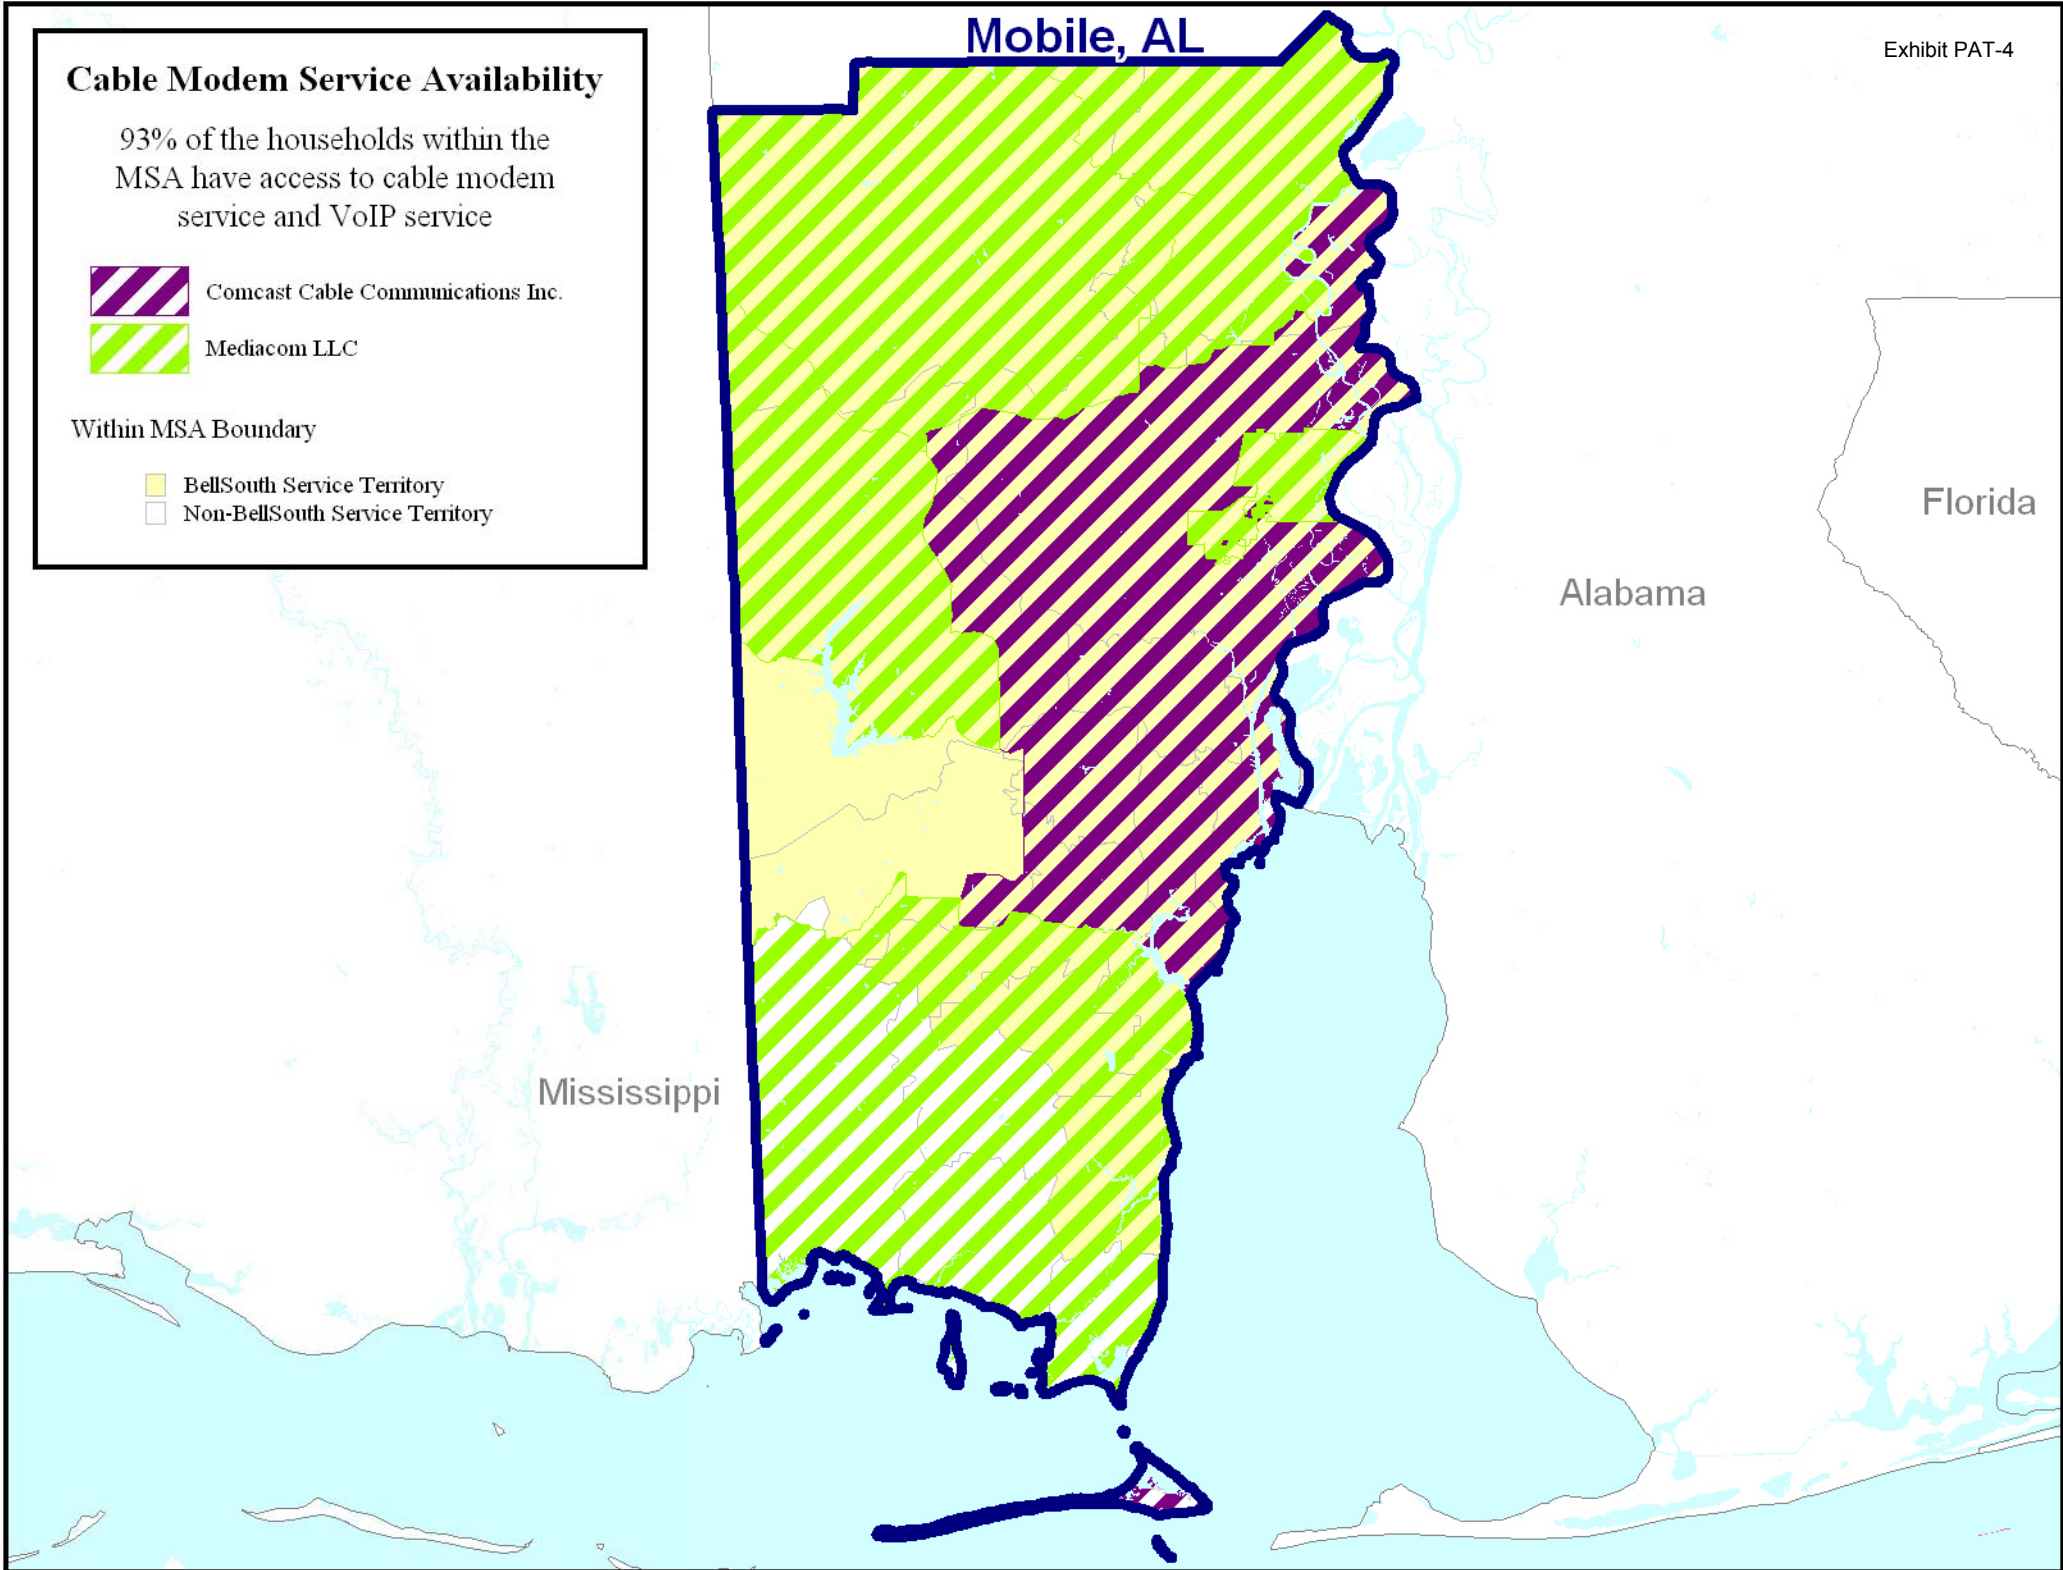 Mobile, AL
Exhibit PAT-4
Cable Modem Service Availability
93% of the households within the
MSA have access to cable modem
service and VoIP service
Comcast Cable Communications Inc.
Mediacom LLC
Within MSA Boundary
BellSouth Service Territory
Non-BellSouth Service Territory
Florida
Alabama
Mississippi